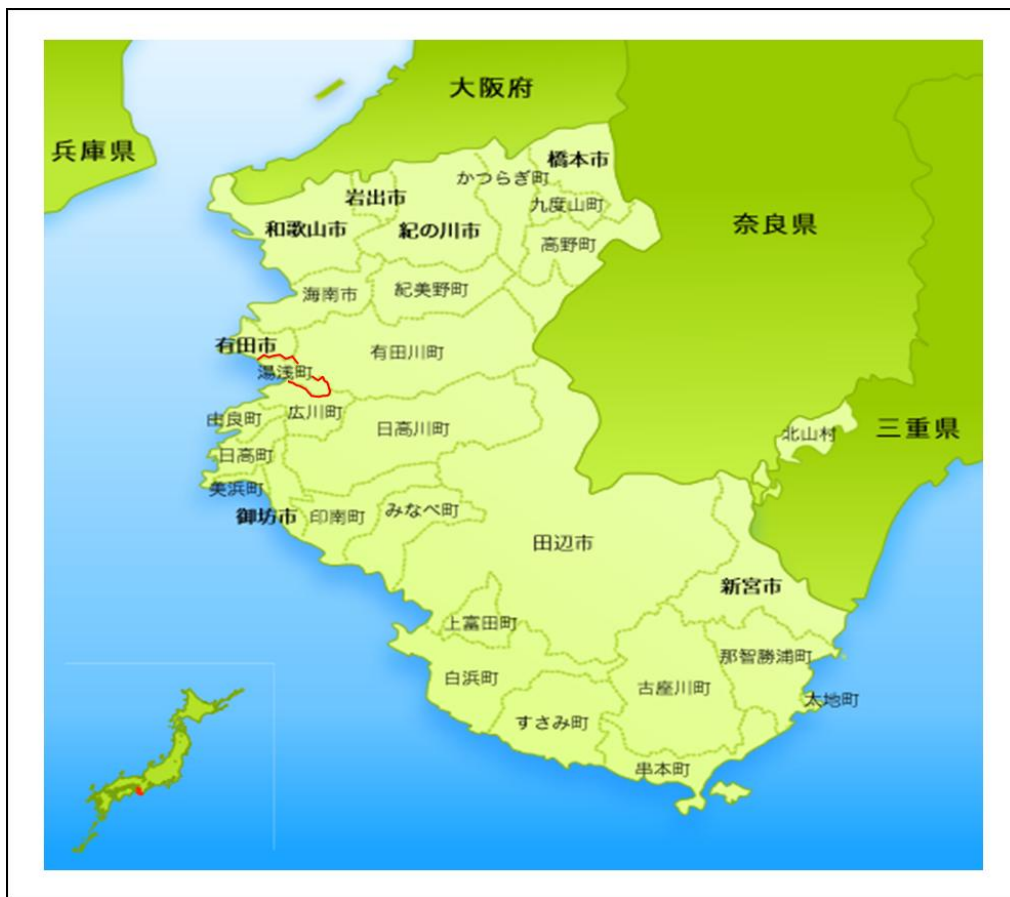 大阪府
兵庫県
橋本市
かつらぎ町
岩出市
九度山町
和歌山市
紀の川市
奈良県
高野町
海南市
紀美野町
有田市
有田川町
湯浅町
広川町
由良町
日高川町
三重県
北山村
日高町
美浜町
みなべ町
御坊市
印南町
田辺市
新宮市
上富田町
那智勝浦町
白浜町
古座川町
太地町
すさみ町
串本町